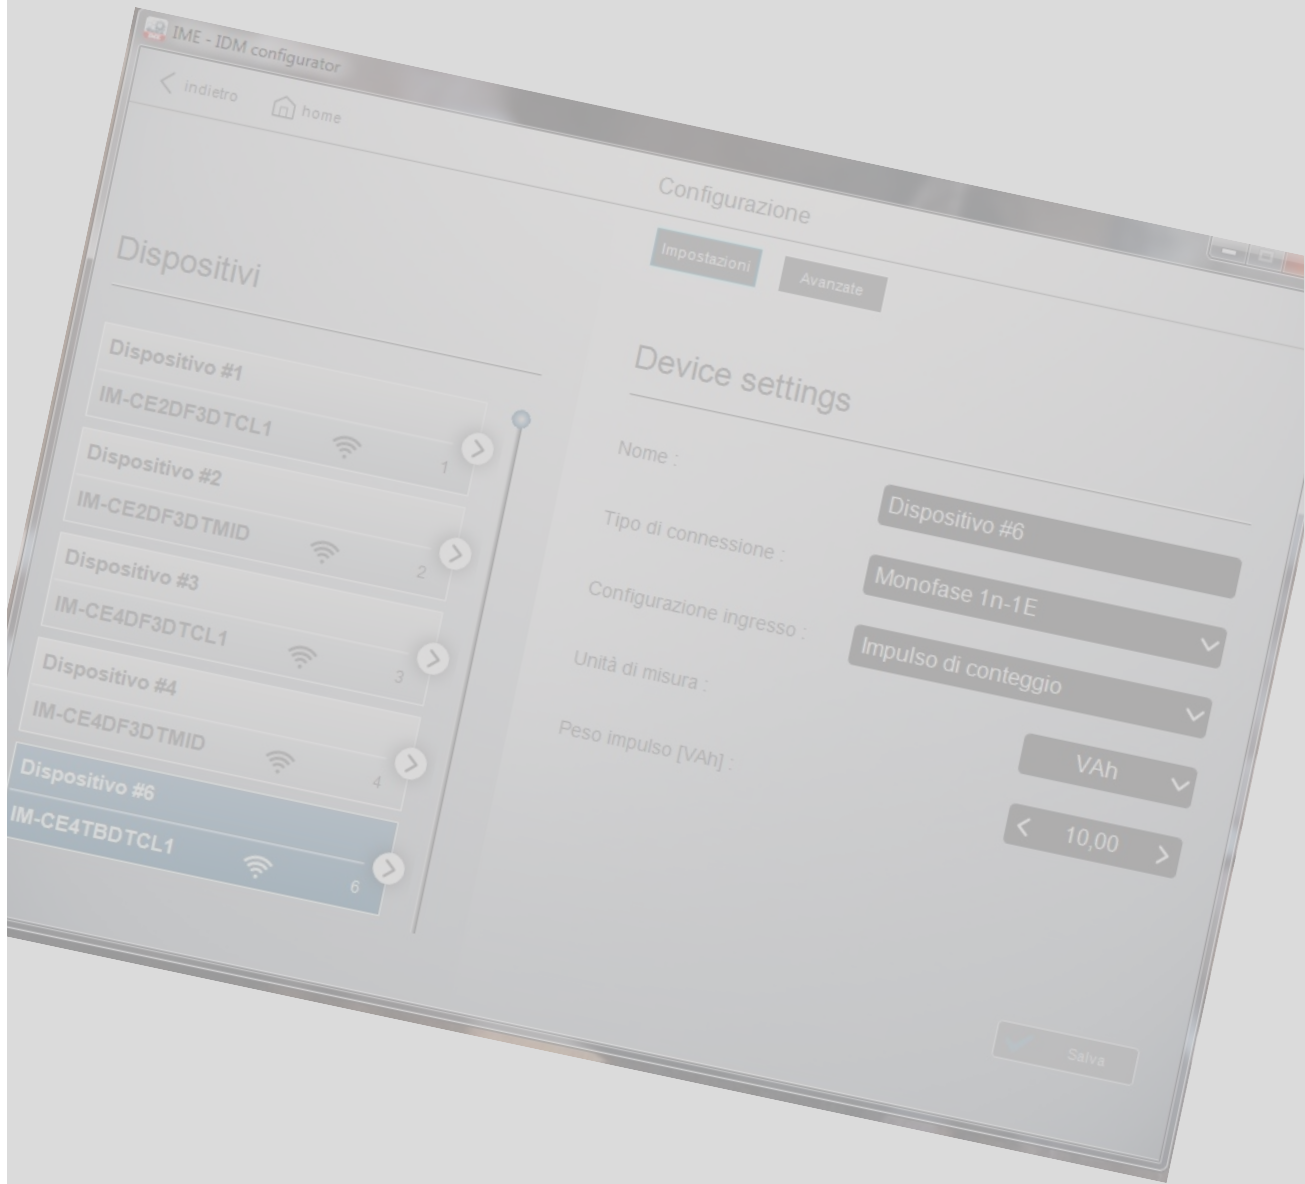 IME - IDM configurator
indietro
home
Configurazione
Impostazioni
Avanzate
Dispositivi
Dispositivo #1
IM-CE2DF3DTCL1
1
Dispositivo #2
IM-CE2DF3DTMID
2
Dispositivo #3
IM-CE4DF3DTCL1
3
Dispositivo #4
IM-CE4DF3DTMID
4
Dispositivo #6
IM-CE4TBDTCL1
6
Device settings
Nome :
Dispositivo #6
Tipo di connessione :
Monofase 1n-1E
Configurazione ingresso :
Impulso di conteggio
Unità di misura :
VAh
Peso impulso [VAh] :
10,00
Salva